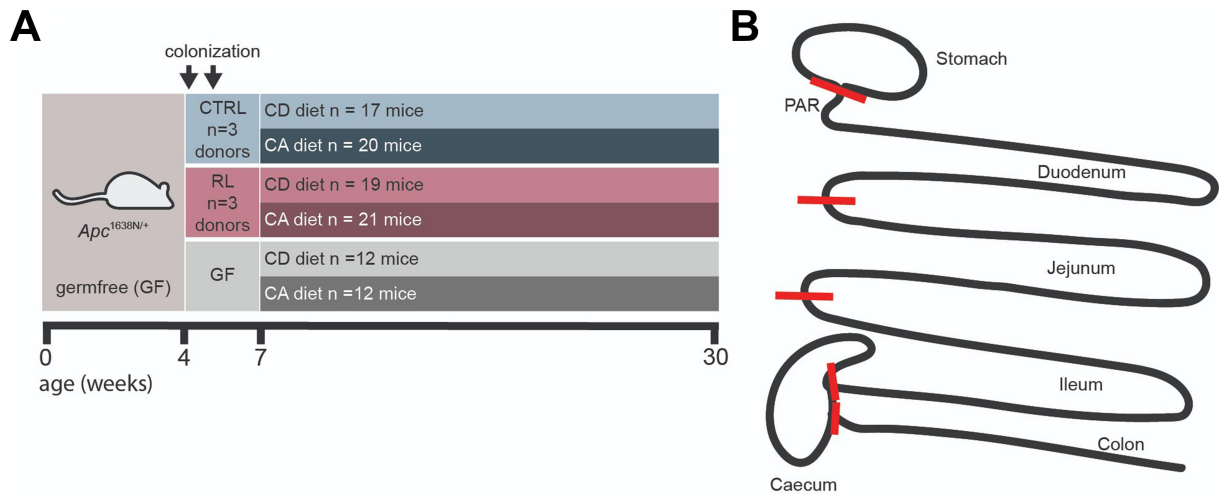 A
colonization
CTRL
n=3
donors
CD diet n = 17 mice
CA diet n = 20 mice
RL
n=3
donors
CD diet n = 19 mice
CA diet n = 21 mice
Apc1638N/+
germfree (GF)
GF
CD diet n =12 mice
CA diet n =12 mice
0 4 7 30
age (weeks)
B
Stomach
PAR
Duodenum
Jejunum
Ileum
Colon
Caecum